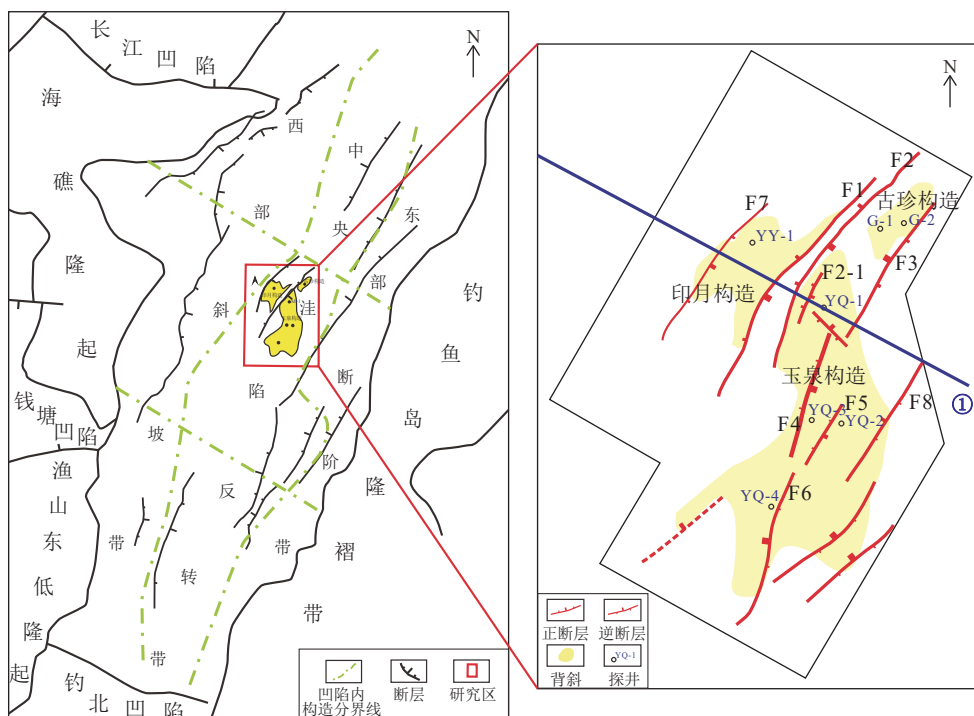 长江凹陷
海礁隆起
钱塘凹陷
渔山东低隆起
钓北凹陷
钓鱼岛隆褶带
西部斜坡带
中央洼陷反转带
东部断阶带
N
凹陷内
构造分界线
断层
研究区
N
F7
F1
F2
古珍构造
G-1
G-2
YY-1
F3
F2-1
印月构造
YQ-1
玉泉构造
①
F8
YQ-3
F5
F4
YQ-2
YQ-4
F6
正断层
逆断层
YQ-1
背斜
探井